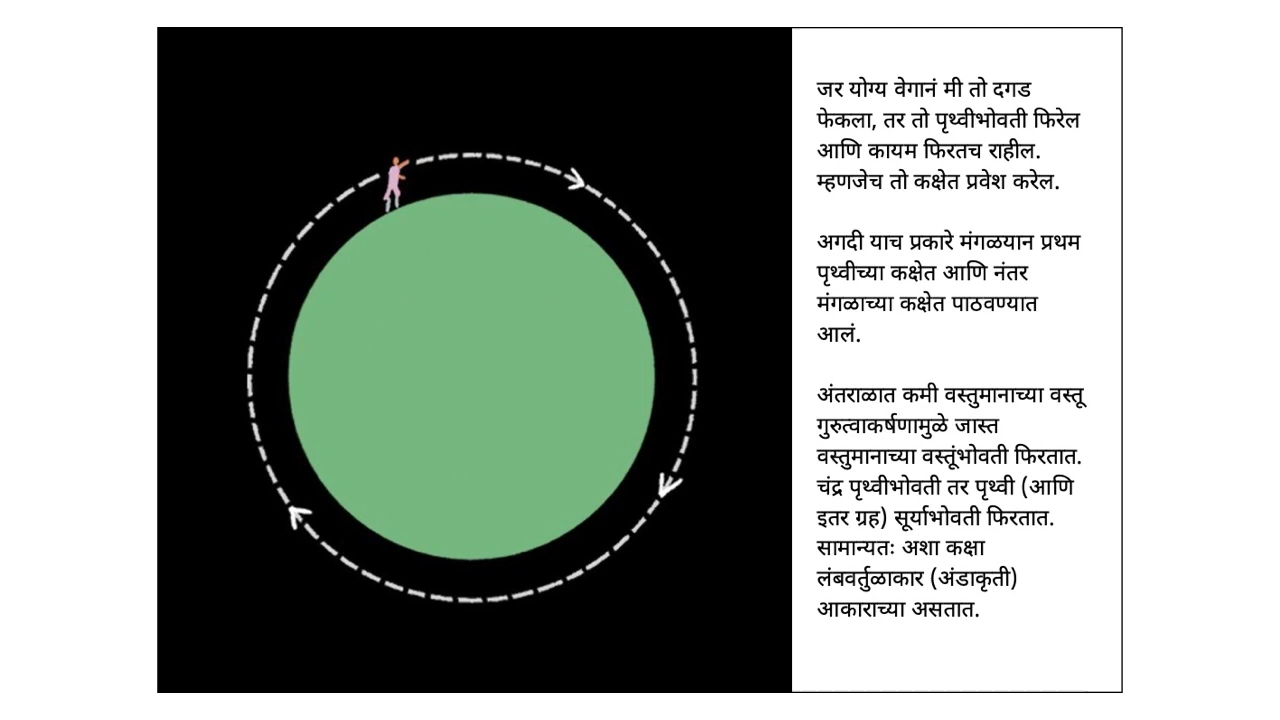 जर योग्य वेगानं मी तो दगड
फेकला, तर तो पृथ्वीभोवती फिरेल
आणि कायम फिरतच राहील.
म्हणजेच तो कक्षेत प्रवेश करेल.
अगदी याच प्रकारे मंगळयान प्रथम
पृथ्वीच्या कक्षेत आणि नंतर
मंगळाच्या कक्षेत पाठवण्यात
आलं.
अंतराळात कमी वस्तुमानाच्या वस्तू
गुरुत्वाकर्षणामुळे जास्त
वस्तुमानाच्या वस्तूंभोवती फिरतात.
चंद्र पृथ्वीभोवती तर पृथ्वी (आणि
इतर ग्रह) सूर्याभोवती फिरतात.
सामान्यतः अशा कक्षा
लंबवर्तुळाकार (अंडाकृती)
आकाराच्या असतात.